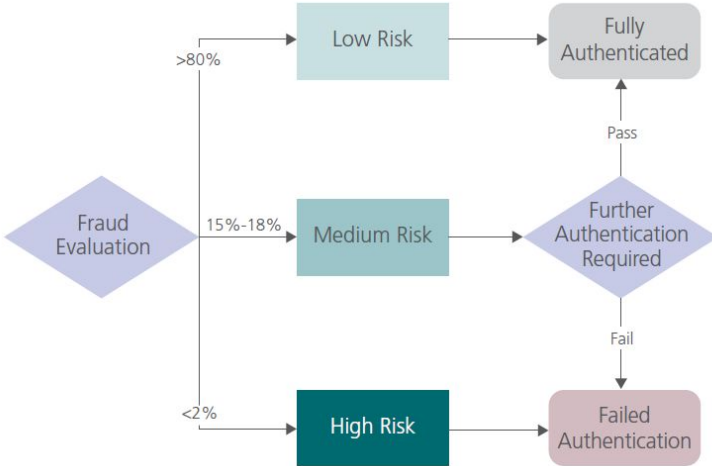 Low Risk
Fully
Authenticated
>80%
Pass
Fraud
Evaluation
15%-18%
Medium Risk
Further
Authentication
Required
Fail
<2%
High Risk
Failed
Authentication